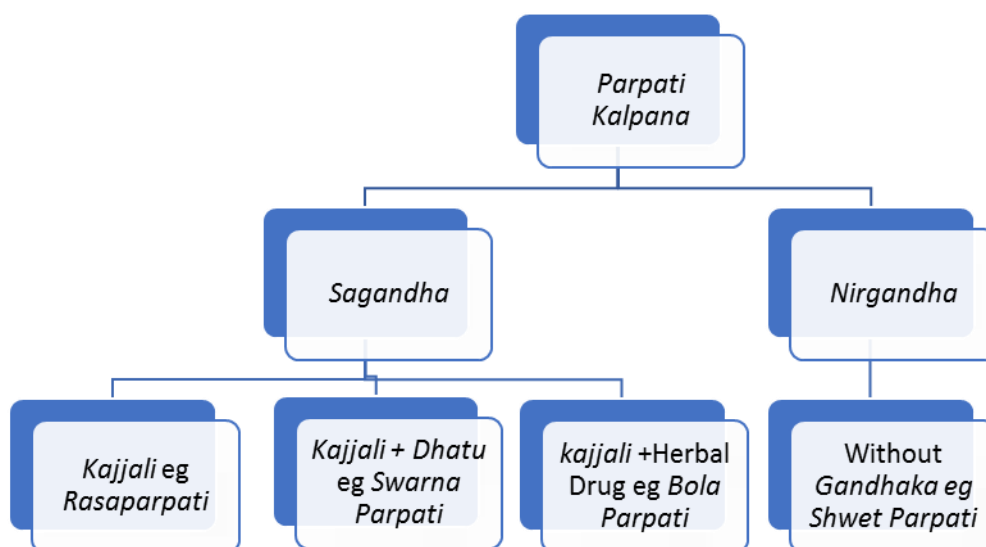 Parpati
Kalpana
Sagandha
Nirgandha
Kajjali eg
Rasaparpati
Kajjali + Dhatu
eg Swarna
Parpati
kajjali +Herbal
Drug eg Bola
Parpati
Without
Gandhaka eg
Shwet Parpati